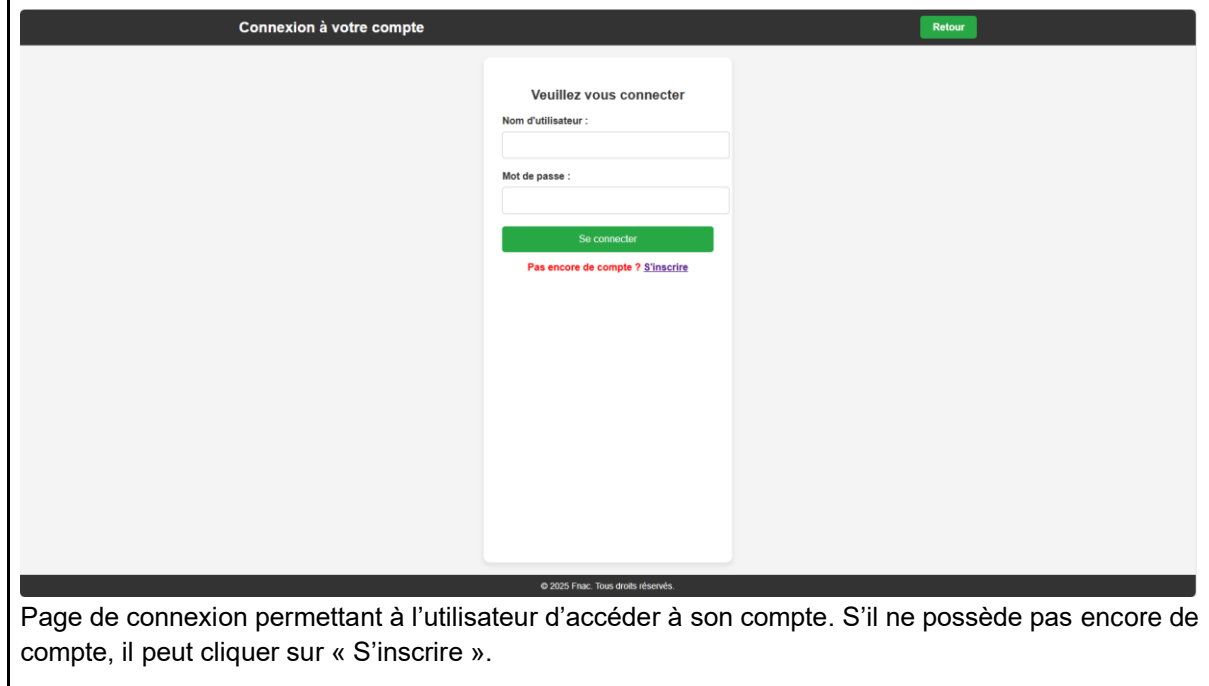 Connexion à votre compte
Retour
Veuillez vous connecter
Nom d'utilisateur :
Mot de passe :
Se connecter
Pas encore de compte ? S'inscrire
© 2025 Fnac. Tous droits réservés.
Page de connexion permettant à l’utilisateur d’accéder à son compte. S’il ne possède pas encore de
compte, il peut cliquer sur « S’inscrire ».